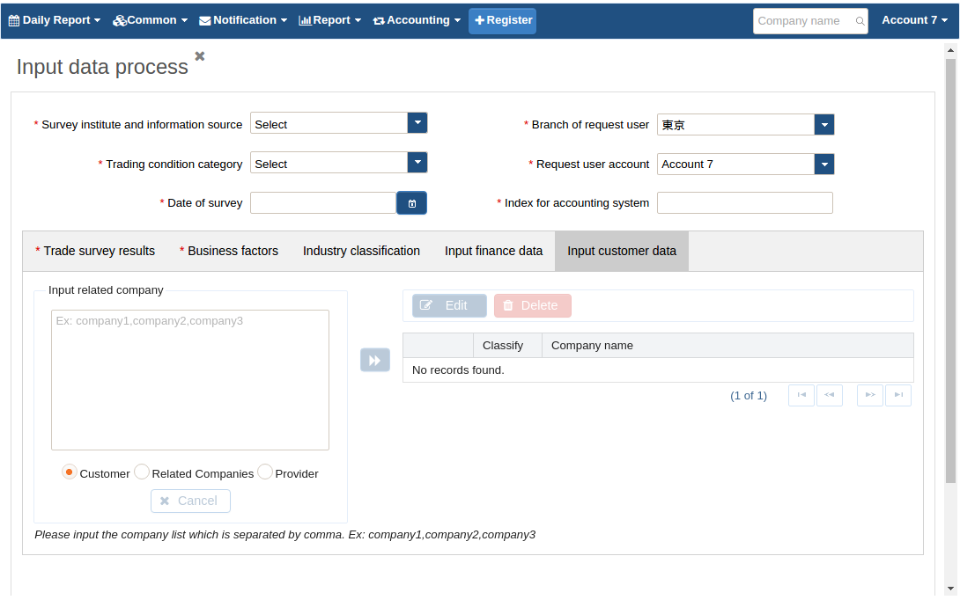 Daily Report Common Notification Report Accounting Register Company name Account 7
Input data process
* Survey institute and information source Select * Branch of request user 東京
* Trading condition category Select * Request user account Account 7
* Date of survey * Index for accounting system
* Trade survey results * Business factors Industry classification Input finance data Input customer data
Input related company
Ex: company1,company2,company3
Edit Delete
Classify Company name
No records found.
(1 of 1)
Customer Related Companies Provider
Cancel
Please input the company list which is separated by comma. Ex: company1,company2,company3